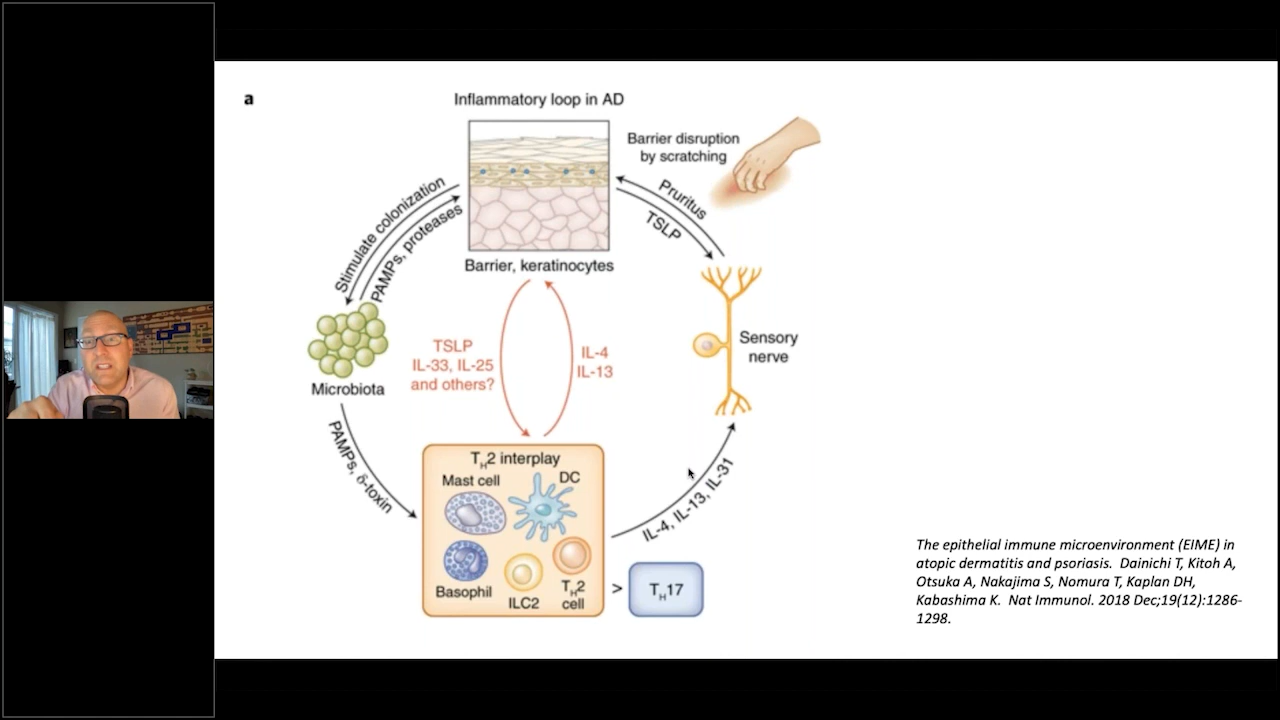 a
Inflammatory loop in AD
Barrier disruption
by scratching
Pruritus
TSLP
Stimulate colonization
PAMPs, proteases
Barrier, keratinocytes
TSLP
IL-33, IL-25
and others?
IL-4
IL-13
Sensory
nerve
Microbiota
PAMPs, δ-toxin
TH2 interplay
Mast cell
DC
Basophil
ILC2
TH2
cell
IL-4, IL-13, IL-31
> TH17
The epithelial immune microenvironment (EIME) in
atopic dermatitis and psoriasis. Dainichi T, Kitoh A,
Otsuka A, Nakajima S, Nomura T, Kaplan DH,
Kabashima K. Nat Immunol. 2018 Dec;19(12):1286-
1298.